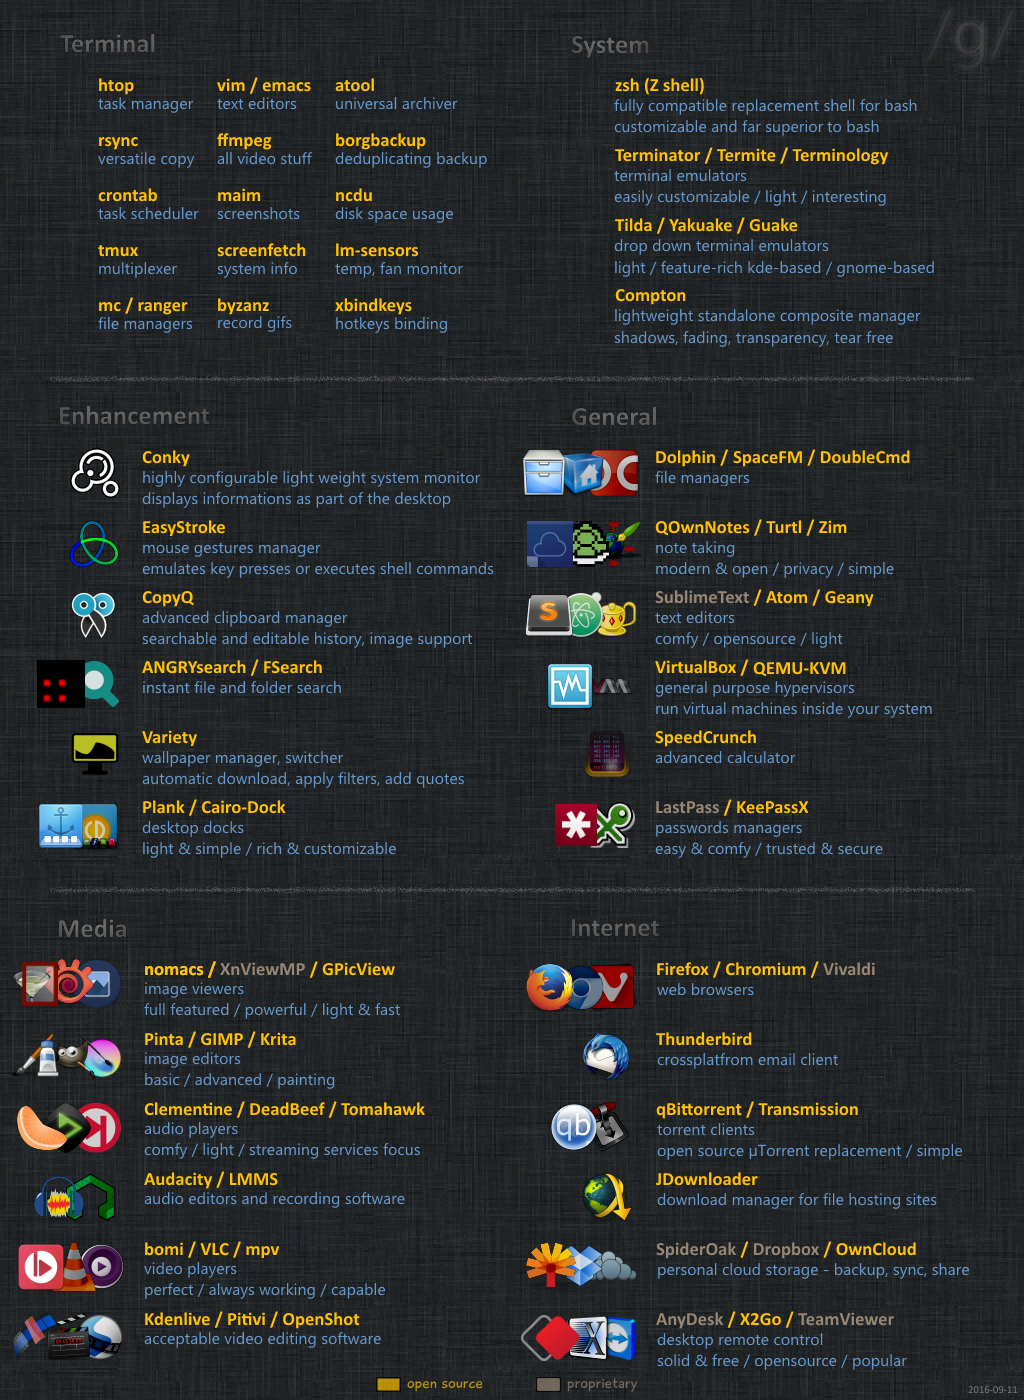 /g/
Terminal
htop
task manager
vim / emacs
text editors
atool
universal archiver
rsync
versatile copy
ffmpeg
all video stuff
borgbackup
deduplicating backup
crontab
task scheduler
maim
screenshots
ncdu
disk space usage
tmux
multiplexer
screenfetch
system info
lm-sensors
temp, fan monitor
mc / ranger
file managers
byzanz
record gifs
xbindkeys
hotkeys binding
System
zsh (Z shell)
fully compatible replacement shell for bash
customizable and far superior to bash
Terminator / Termite / Terminology
terminal emulators
easily customizable / light / interesting
Tilda / Yakuake / Guake
drop down terminal emulators
light / feature-rich kde-based / gnome-based
Compton
lightweight standalone composite manager
shadows, fading, transparency, tear free
Enhancement
Conky
highly configurable light weight system monitor
displays informations as part of the desktop
EasyStroke
mouse gestures manager
emulates key presses or executes shell commands
CopyQ
advanced clipboard manager
searchable and editable history, image support
ANGRYsearch / FSearch
instant file and folder search
Variety
wallpaper manager, switcher
automatic download, apply filters, add quotes
Plank / Cairo-Dock
desktop docks
light & simple / rich & customizable
General
Dolphin / SpaceFM / DoubleCmd
file managers
QOwnNotes / Turtl / Zim
note taking
modern & open / privacy / simple
SublimeText / Atom / Geany
text editors
comfy / opensource / light
VirtualBox / QEMU-KVM
general purpose hypervisors
run virtual machines inside your system
SpeedCrunch
advanced calculator
LastPass / KeePassX
passwords managers
easy & comfy / trusted & secure
Media
nomacs / XnViewMP / GPicView
image viewers
full featured / powerful / light & fast
Pinta / GIMP / Krita
image editors
basic / advanced / painting
Clementine / DeadBeef / Tomahawk
audio players
comfy / light / streaming services focus
Audacity / LMMS
audio editors and recording software
bomi / VLC / mpv
video players
perfect / always working / capable
Kdenlive / Pitivi / OpenShot
acceptable video editing software
Internet
Firefox / Chromium / Vivaldi
web browsers
Thunderbird
crossplatfrom email client
qb
qBittorrent / Transmission
torrent clients
open source µTorrent replacement / simple
JDownloader
download manager for file hosting sites
SpiderOak / Dropbox / OwnCloud
personal cloud storage - backup, sync, share
AnyDesk / X2Go / TeamViewer
desktop remote control
solid & free / opensource / popular
open source
proprietary
2016-09-11